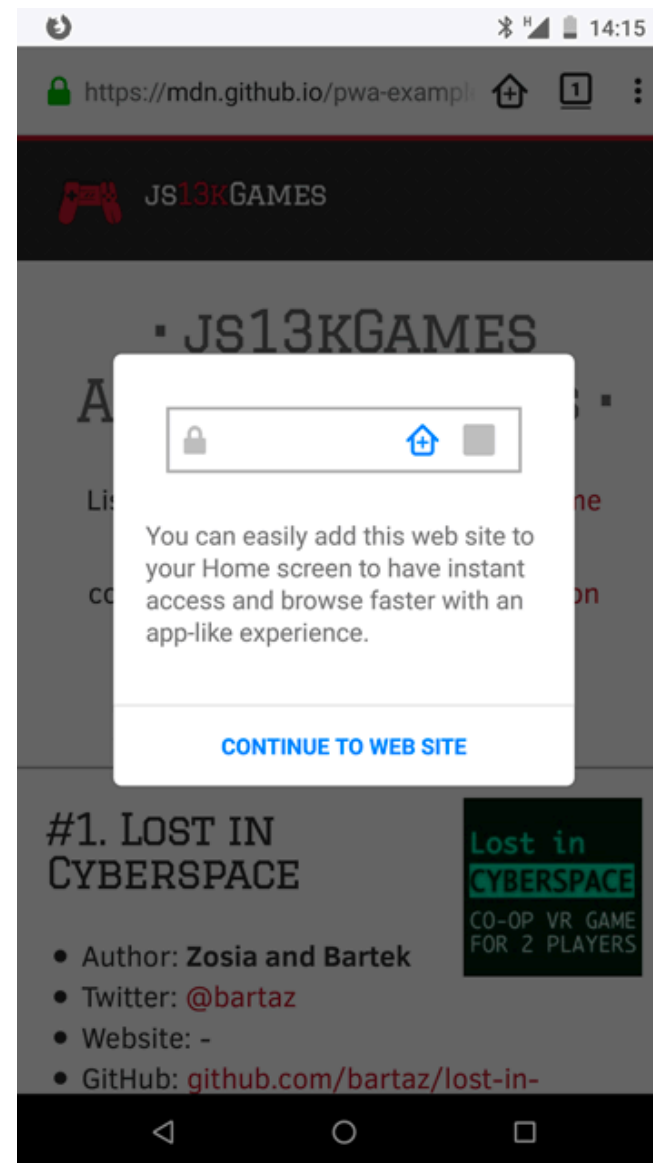 H
14:15
https://mdn.github.io/pwa-exampl
1
JS13KGAMES
· JS13KGAMES
You can easily add this web site to
your Home screen to have instant
access and browse faster with an
app-like experience.
CONTINUE TO WEB SITE
#1. LOST IN
CYBERSPACE
Lost in
CYBERSPACE
CO-OP VR GAME
FOR 2 PLAYERS
• Author: Zosia and Bartek
• Twitter: @bartaz
• Website: -
• GitHub: github.com/bartaz/lost-in-